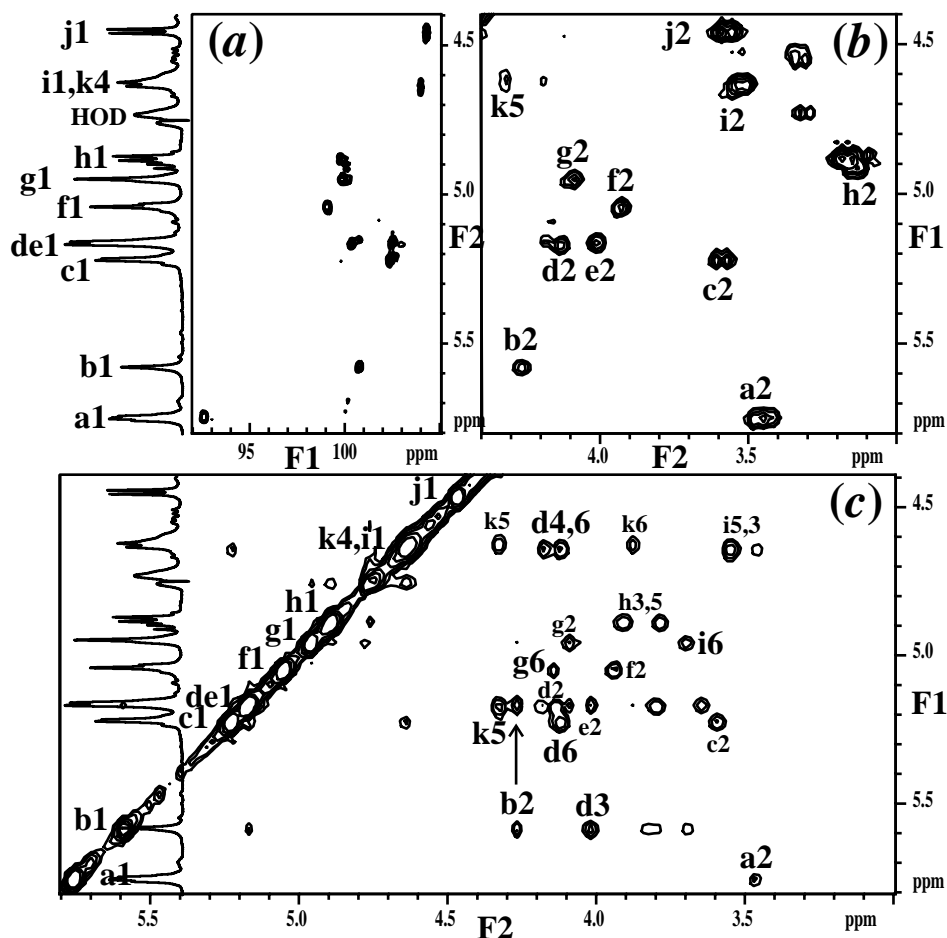 j1
i1,k4
HOD
h1
g1
f1
de1
c1
b1
a1
(a)
4.5
5.0
F2
5.5
ppm
95
100
ppm
F1
(b)
j2
k5
i2
g2
f2
h2
d2
e2
c2
b2
a2
4.5
5.0
F1
5.5
ppm
4.0
3.5
ppm
F2
(c)
j1
k4,i1
h1
g1
f1
de1
c1
b1
a1
k5
d4,6
k6
i5,3
h3,5
g2
i6
g6
f2
d2
k5
d6
e2
c2
b2
d3
a2
4.5
5.0
F1
5.5
ppm
5.5
5.0
4.5
4.0
3.5
ppm
F2